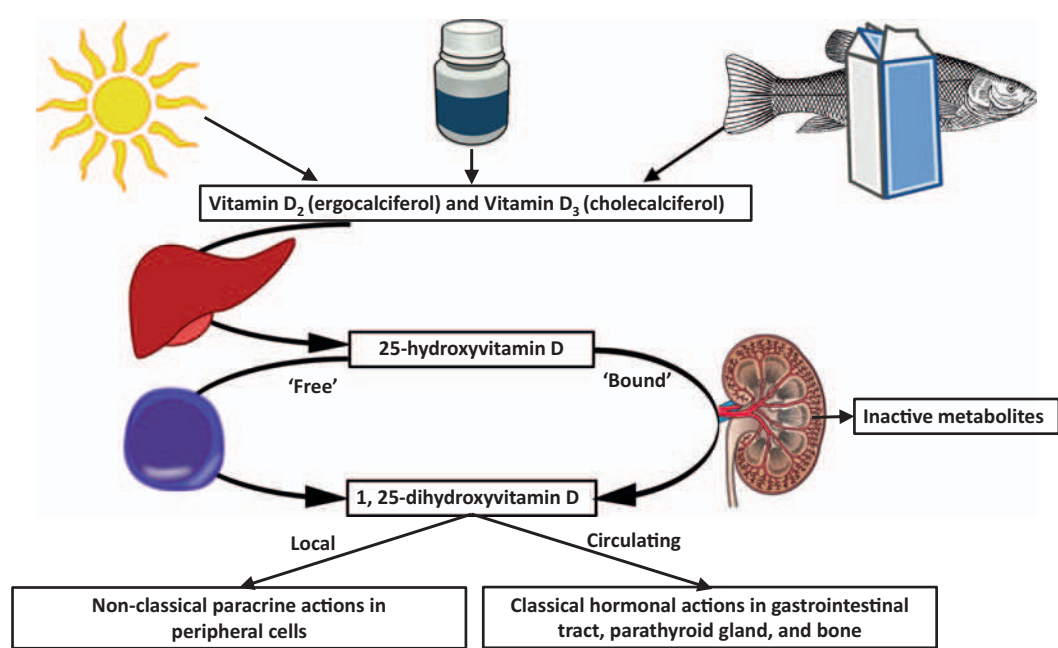 Vitamin D₂ (ergocalciferol) and Vitamin D₃ (cholecalciferol)
25-hydroxyvitamin D
'Free'
'Bound'
Inactive metabolites
1, 25-dihydroxyvitamin D
Local
Circulating
Non-classical paracrine actions in
peripheral cells
Classical hormonal actions in gastrointestinal
tract, parathyroid gland, and bone